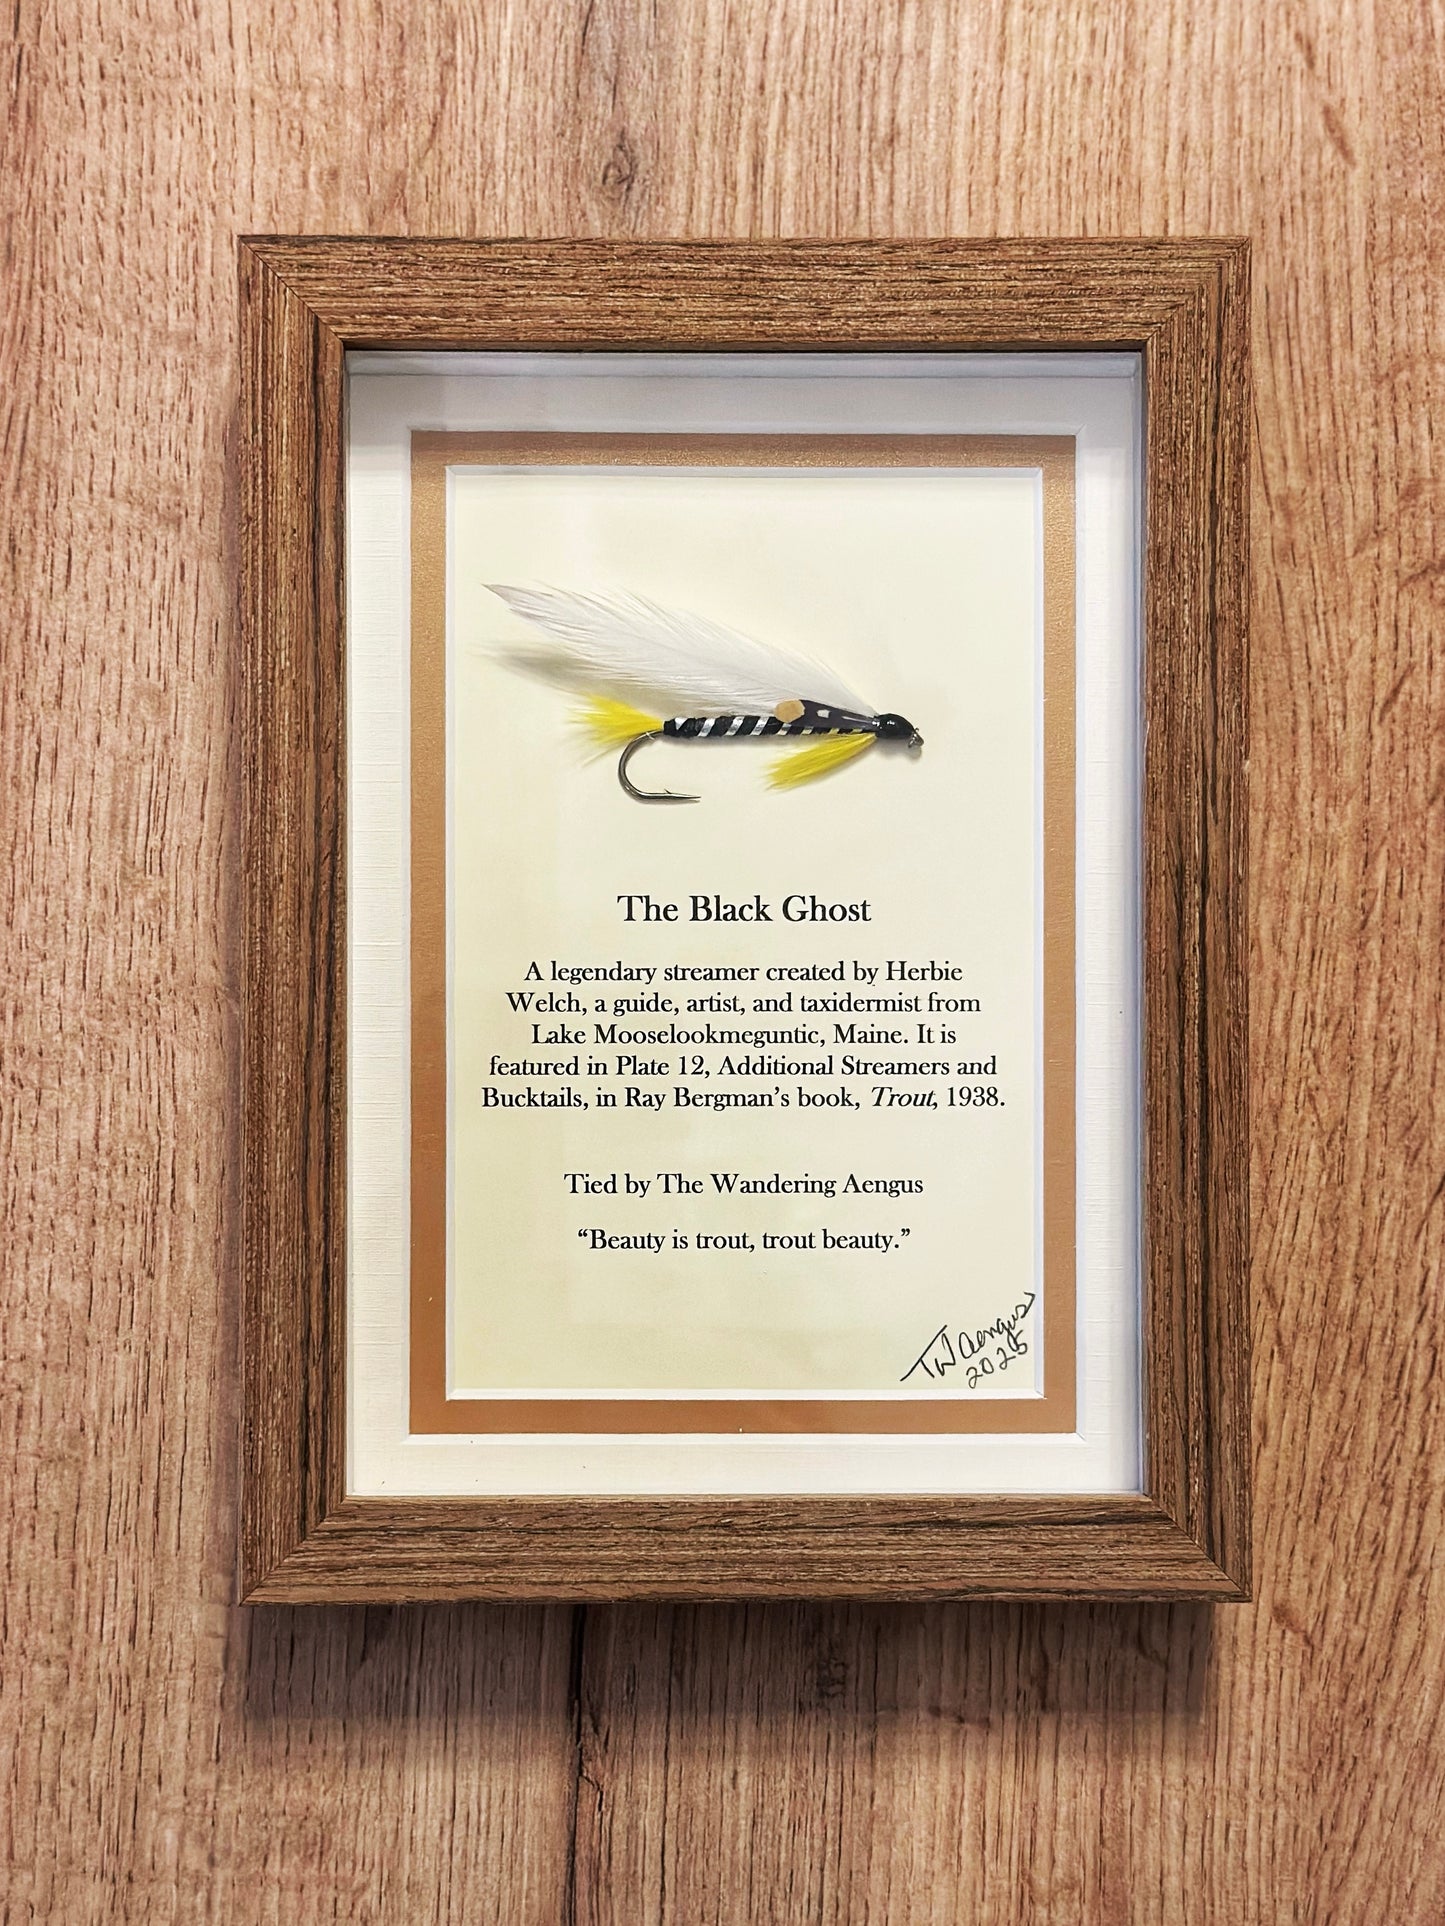 The Black Ghost
A legendary streamer created by Herbie
Welch, a guide, artist, and taxidermist from
Lake Mooselookmeguntic, Maine. It is
featured in Plate 12, Additional Streamers and
Bucktails, in Ray Bergman’s book, Trout, 1938.
Tied by The Wandering Aengus
“Beauty is trout, trout beauty.”
TW Aengus
2025